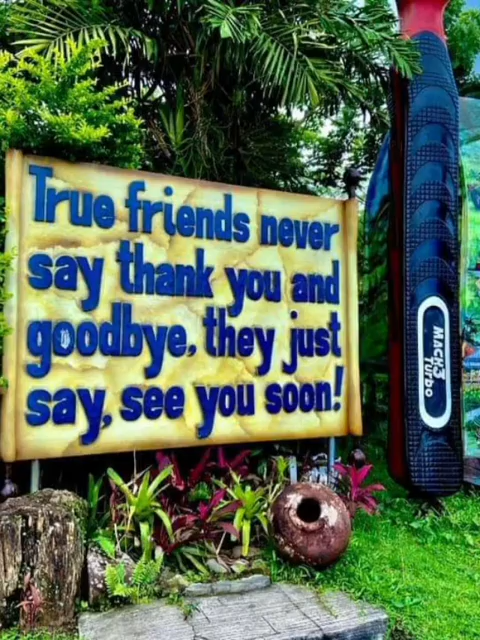 True friends never
say thank you and
goodbye, they just
say, see you soon!
MACH3
TURBO